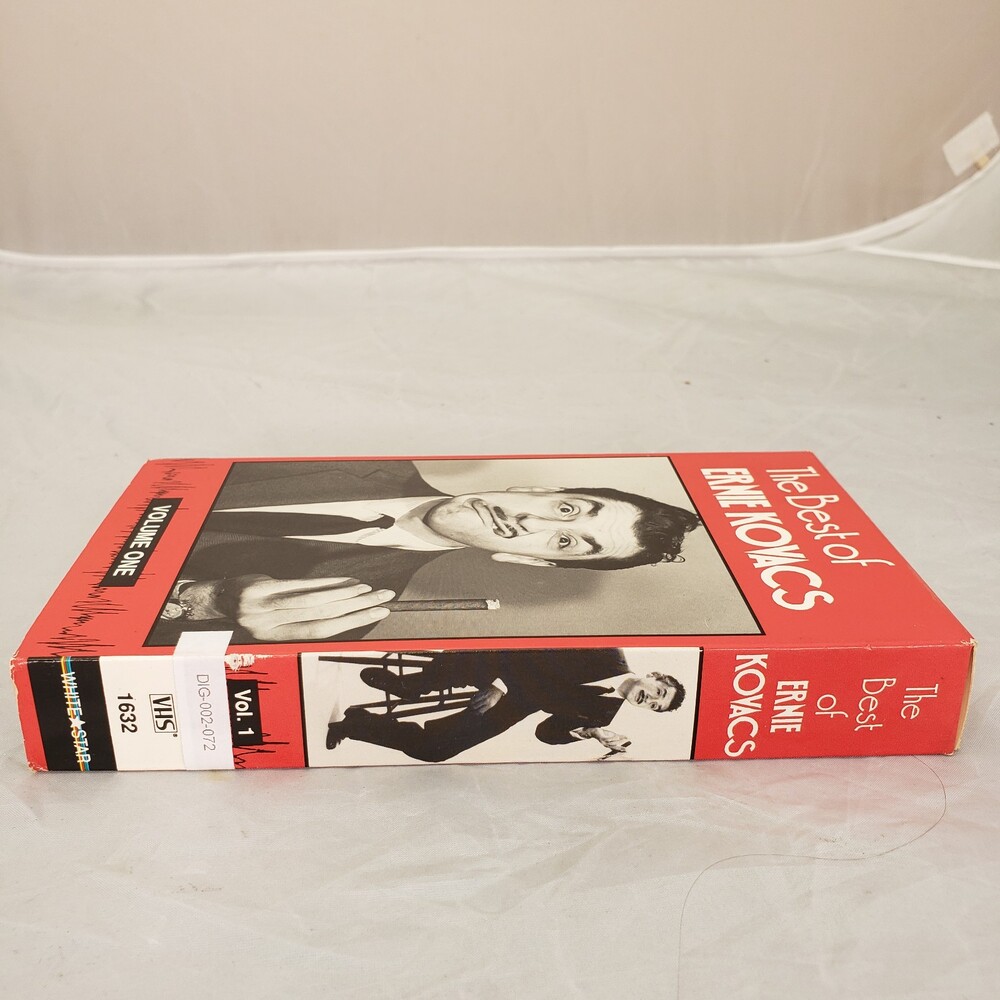 The Best of
ERNIE KOVACS
VOLUME ONE
The
Best
of
ERNIE
KOVACS
Vol. 1
DIG-002-072
VHS
16632
WHITE★STAR